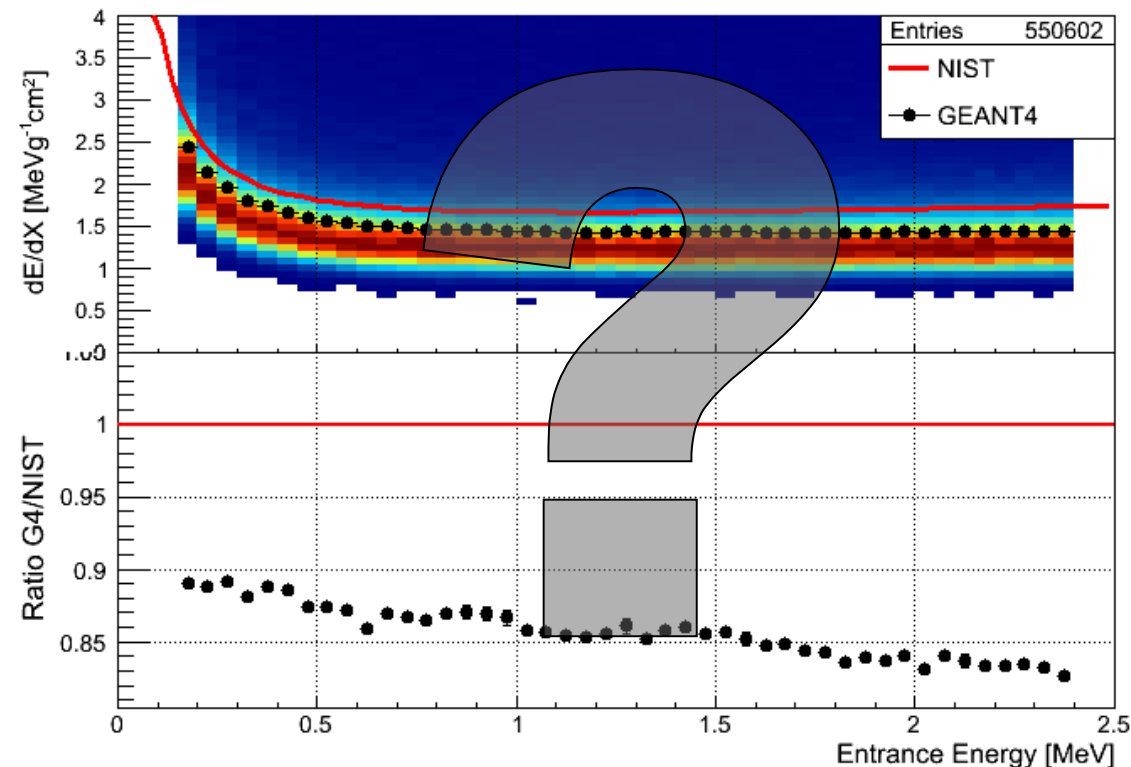 Entries 550602
NIST
GEANT4
dE/dX [MeVg⁻¹cm²]
4
3.5
3
2.5
2
1.5
1
0.5
Ratio G4/NIST
1
0.95
0.9
0.85
0 0.5 1 1.5 2 2.5
Entrance Energy [MeV]
?